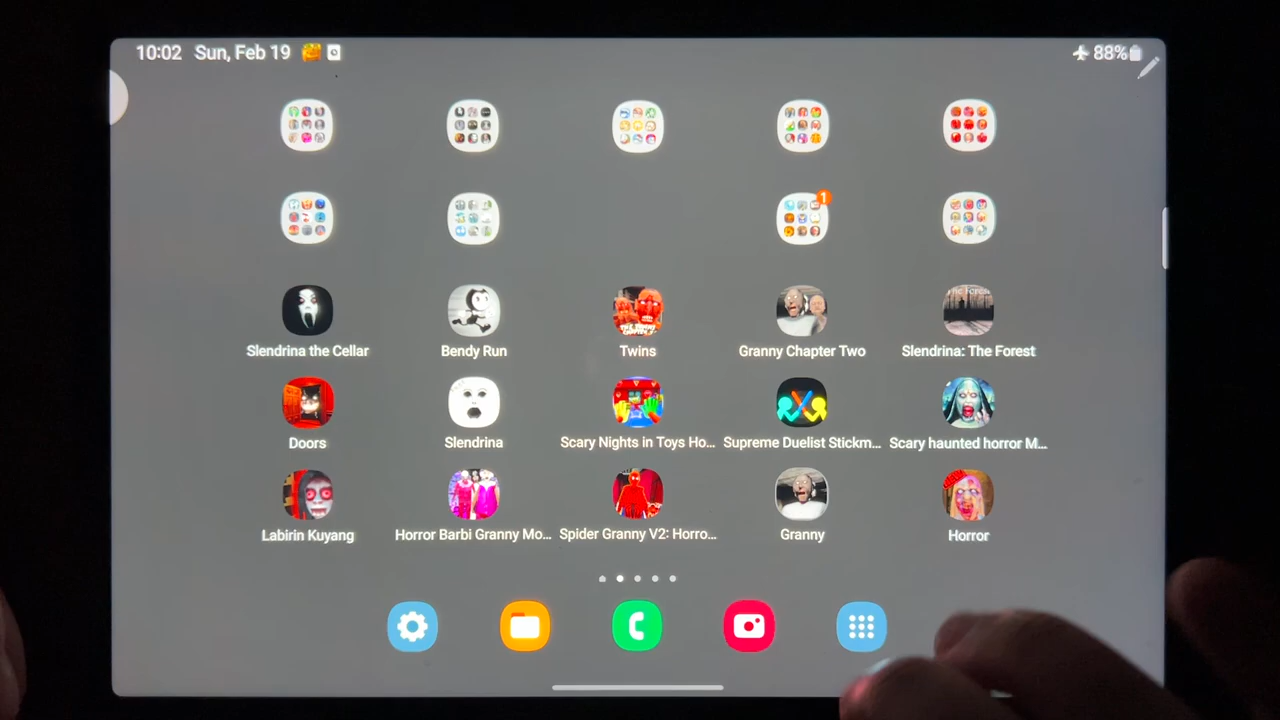 10:02 Sun, Feb 19
88%
1
Slendrina the Cellar
Bendy Run
Twins
Granny Chapter Two
Slendrina: The Forest
Doors
Slendrina
Scary Nights in Toys Ho...
Supreme Duelist Stickm...
Scary haunted horror M...
Labirin Kuyang
Horror Barbi Granny Mo...
Spider Granny V2: Horro...
Granny
Horror